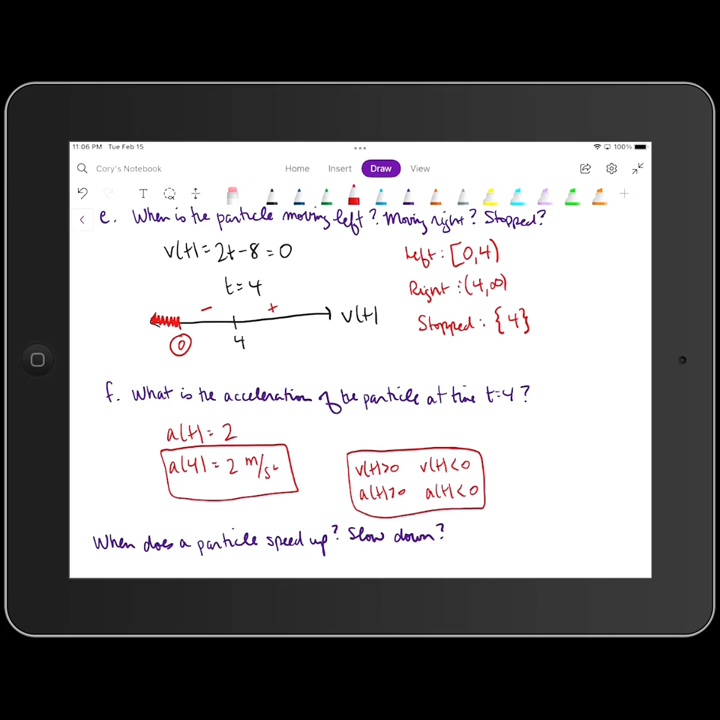 11:06 PM Tue Feb 15
100%
Cory's Notebook
Home Insert Draw View
e. When is the particle moving left? Moving right? Stopped?
v(t) = 2t - 8 = 0
t = 4
- +
v(t)
0 4
Left: [0,4)
Right: (4,∞)
Stopped: {4}
f. What is the acceleration of the particle at time t=4?
a(t) = 2
a(4) = 2 m/s²
v(t)>0 v(t)<0
a(t)>0 a(t)<0
When does a particle speed up? Slow down?